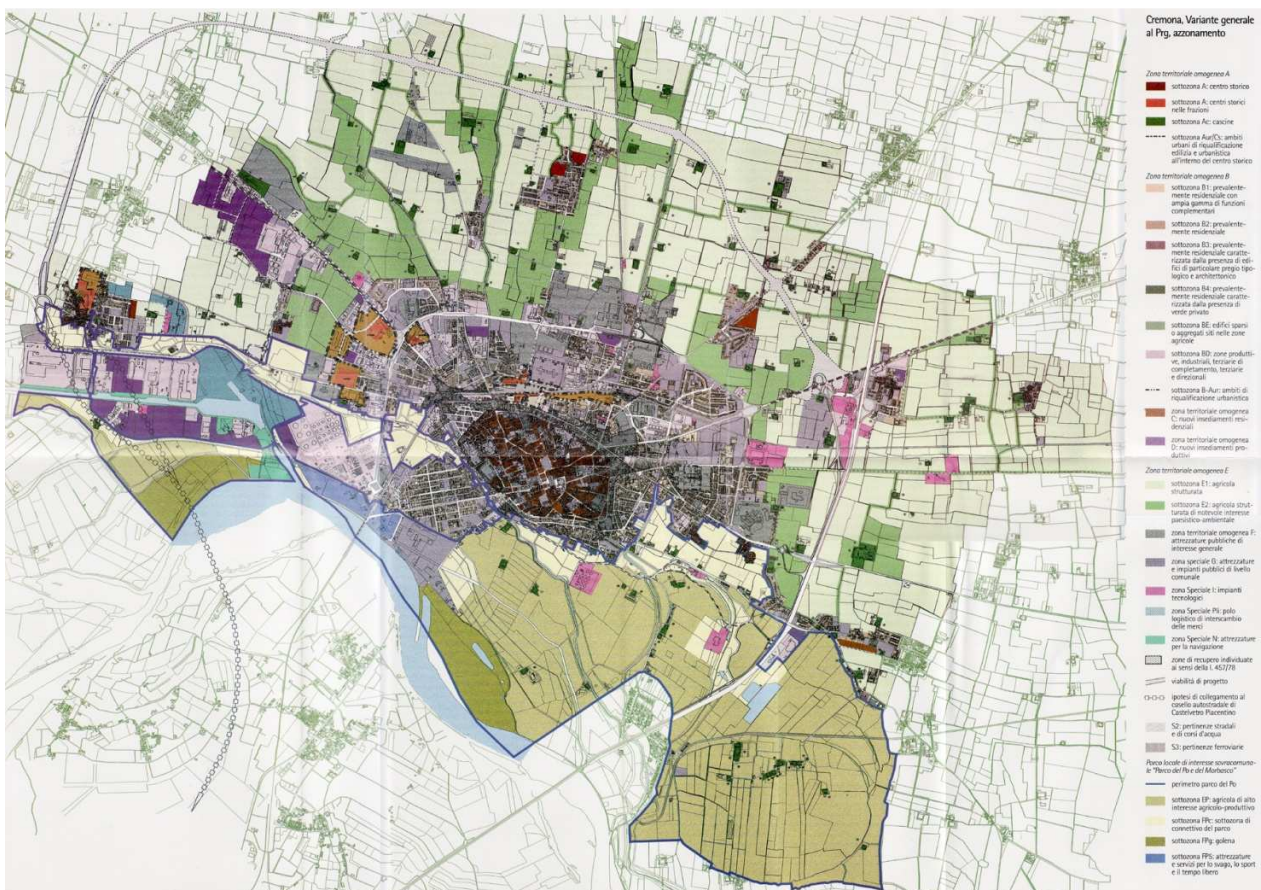 Cremona, Variante generale
al Prg, azzonamento
Zona territoriale omogenea A
sottozona A: centro storico
sottozona A: centri storici
nelle frazioni
sottozona Ac: cascine
sottozona Aur/Cs: ambiti
urbani di riqualificazione
edilizia e urbanistica
all'interno del centro storico
Zona territoriale omogenea B
sottozona B1: prevalente-
mente residenziale con
ampia gamma di funzioni
complementari
sottozona B2: prevalente-
mente residenziale
sottozona B3: prevalente-
mente residenziale caratte-
rizzata dalla presenza di edi-
fici di particolare pregio tipo-
logico e architettonico
sottozona B4: prevalente-
mente residenziale caratte-
rizzata dalla presenza di
verde privato
sottozona BE: edifici sparsi
o aggregati siti nelle zone
agricole
sottozona BD: zone produtti-
ve, industriali, terziarie di
completamento, terziarie
e direzionali
sottozona B-Aur: ambiti di
riqualificazione urbanistica
zona territoriale omogenea
C: nuovi insediamenti resi-
denziali
zona territoriale omogenea
D: nuovi insediamenti pro-
duttivi
Zona territoriale omogenea E
sottozona E1: agricola
strutturata
sottozona E2: agricola strut-
turata di notevole interesse
paesistico-ambientale
zona territoriale omogenea F:
attrezzature pubbliche di
interesse generale
zona speciale G: attrezzature
e impianti pubblici di livello
comunale
zona Speciale I: impianti
tecnologici
zona Speciale PS: polo
logistico di interscambio
delle merci
zona Speciale N: attrezzature
per la navigazione
zone di recupero individuate
ai sensi della l. 457/78
viabilità di progetto
ipotesi di collegamento al
casello autostradale di
Castelvetro Piacentino
S2: pertinenze stradali
e di corsi d'acqua
S3: pertinenze ferroviarie
Parco locale di interesse sovracomuna-
le "Parco del Po e del Morbasco"
perimetro parco del Po
sottozona EP: agricola di alto
interesse agricolo-produttivo
sottozona FPc: sottozona di
connettivo del parco
sottozona FPg: golena
sottozona FPS: attrezzature
e servizi per lo svago, lo sport
e il tempo libero